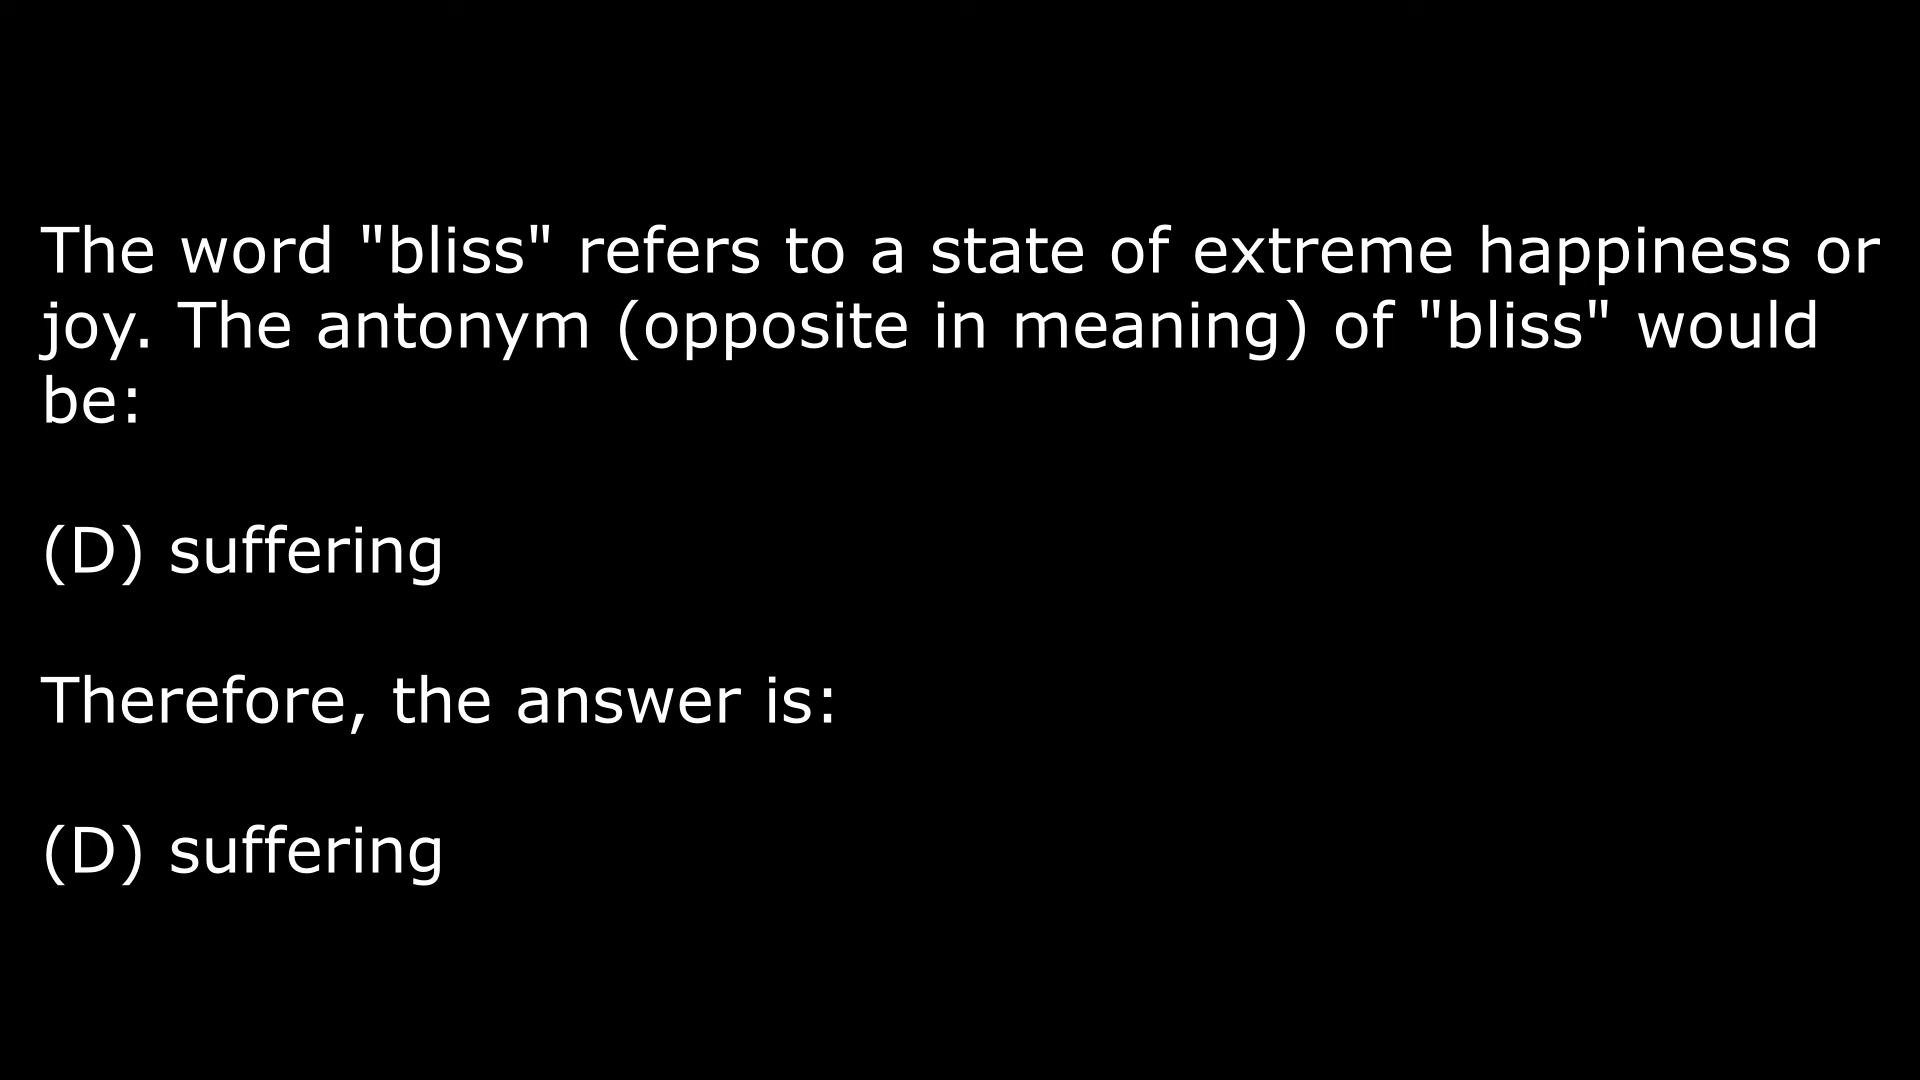 The word "bliss" refers to a state of extreme happiness or
joy. The antonym (opposite in meaning) of "bliss" would
be:
(D) suffering
Therefore, the answer is:
(D) suffering